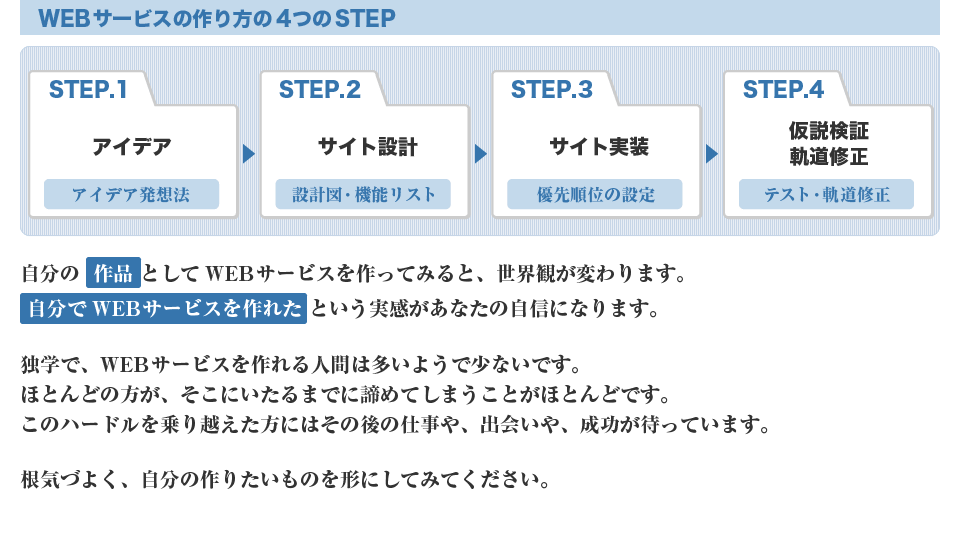 WEBサービスの作り方の4つのSTEP
STEP.1
アイデア
アイデア発想法
STEP.2
サイト設計
設計図・機能リスト
STEP.3
サイト実装
優先順位の設定
STEP.4
仮説検証
軌道修正
テスト・軌道修正
自分の 作品 として WEBサービスを作ってみると、世界観が変わります。
自分で WEBサービスを作れた という実感があなたの自信になります。
独学で、WEBサービスを作れる人間は多いようで少ないです。
ほとんどの方が、そこにいたるまでに諦めてしまうことがほとんどです。
このハードルを乗り越えた方にはその後の仕事や、出会いや、成功が待っています。
根気づよく、自分の作りたいものを形にしてみてください。